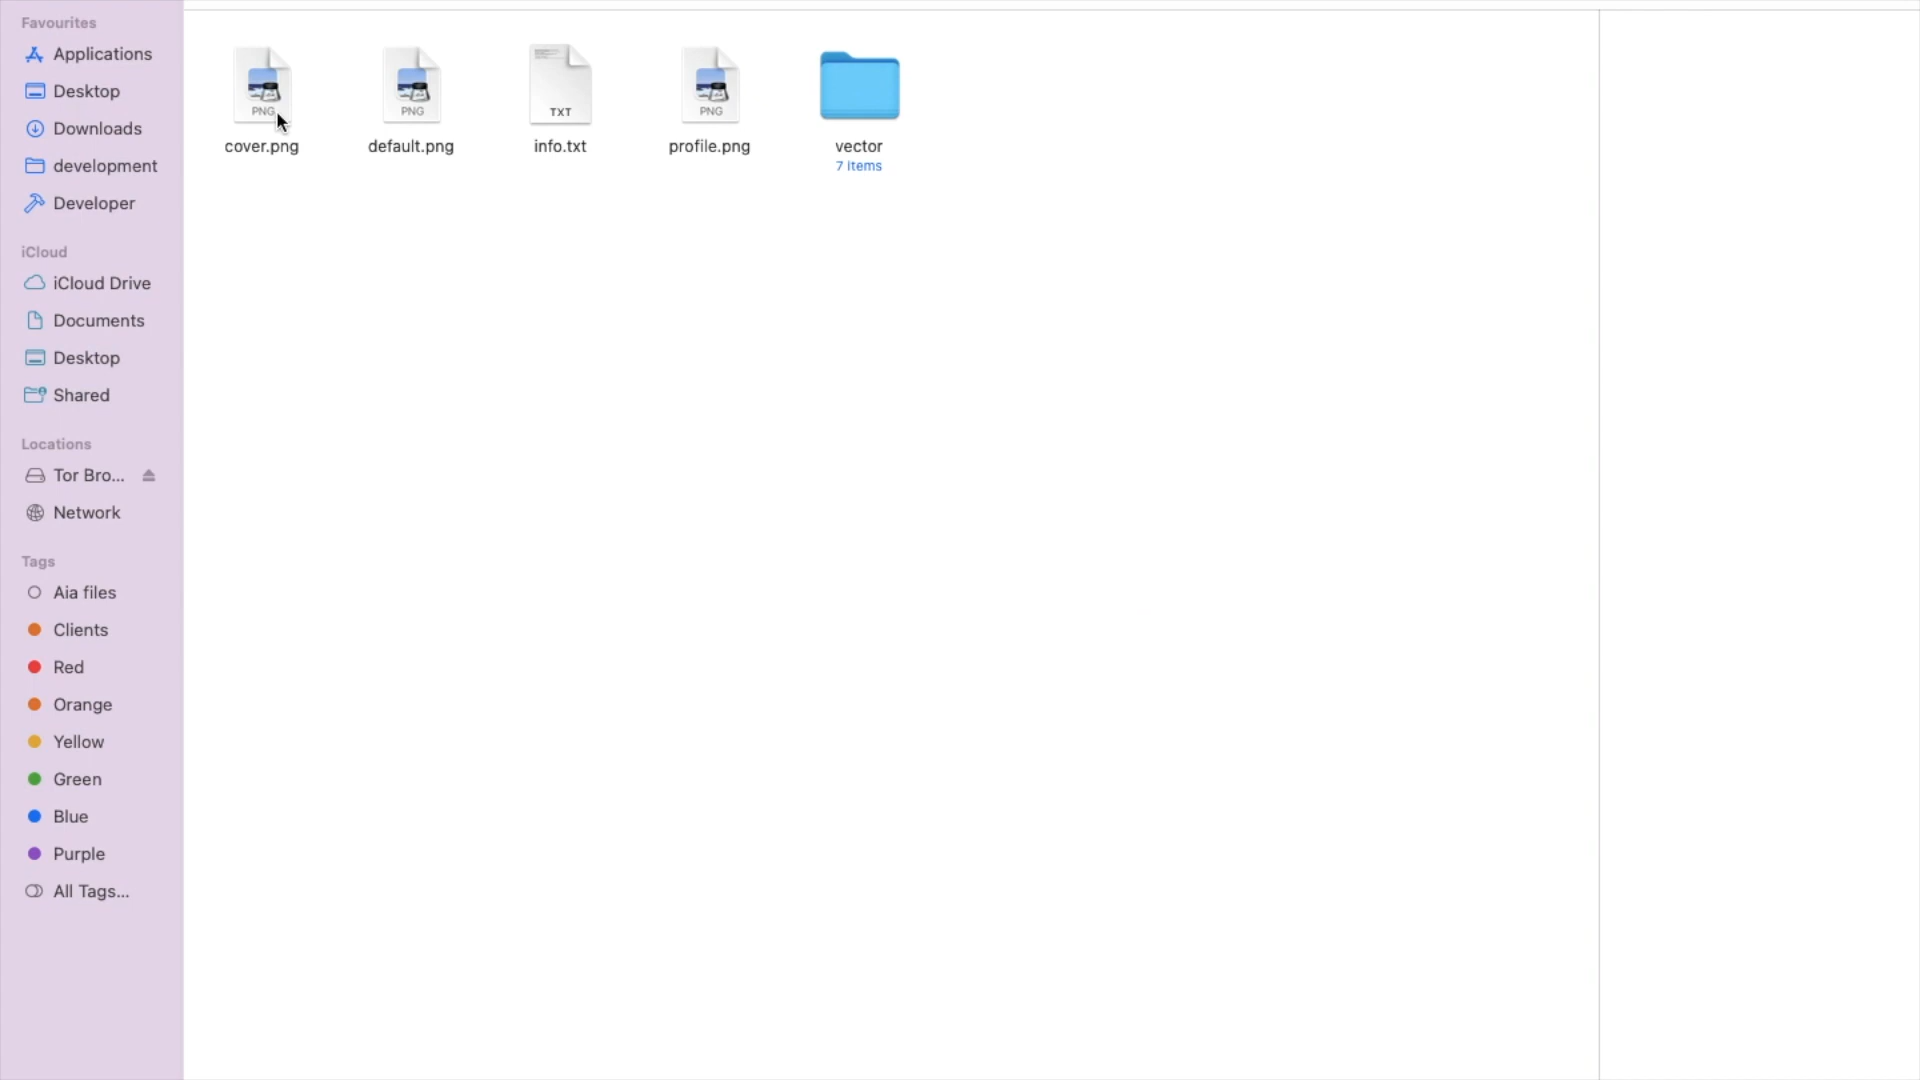 Favourites
Applications
Desktop
Downloads
development
Developer
iCloud
iCloud Drive
Documents
Desktop
Shared
Locations
Tor Bro...
Network
Tags
Aia files
Clients
Red
Orange
Yellow
Green
Blue
Purple
All Tags...
PNG
cover.png
PNG
default.png
TXT
info.txt
PNG
profile.png
vector
7 items